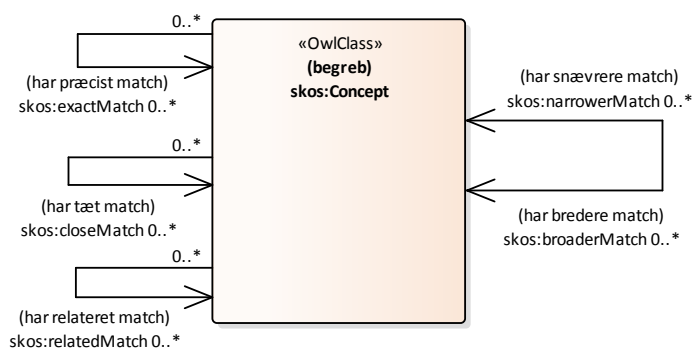 0..*
(har præcist match)
skos:exactMatch 0..*
0..*
(har tæt match)
skos:closeMatch 0..*
0..*
(har relateret match)
skos:relatedMatch 0..*
«OwlClass»
(begreb)
skos:Concept
(har snævrere match)
skos:narrowerMatch 0..*
(har bredere match)
skos:broaderMatch 0..*